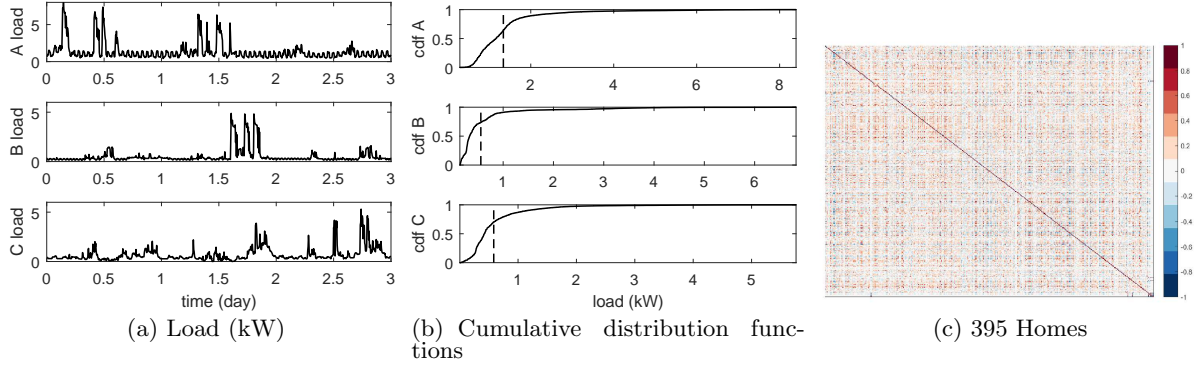 A load
5
0
0 0.5 1 1.5 2 2.5 3
B load
5
0
0 0.5 1 1.5 2 2.5 3
C load
5
0
0 0.5 1 1.5 2 2.5 3
time (day)
(a) Load (kW)
cdf A
1
0.5
0
2 4 6 8
cdf B
1
0.5
0
1 2 3 4 5 6
cdf C
1
0.5
0
1 2 3 4 5
load (kW)
(b) Cumulative distribution func-
tions
1
0.8
0.6
0.4
0.2
0
-0.2
-0.4
-0.6
-0.8
-1
(c) 395 Homes